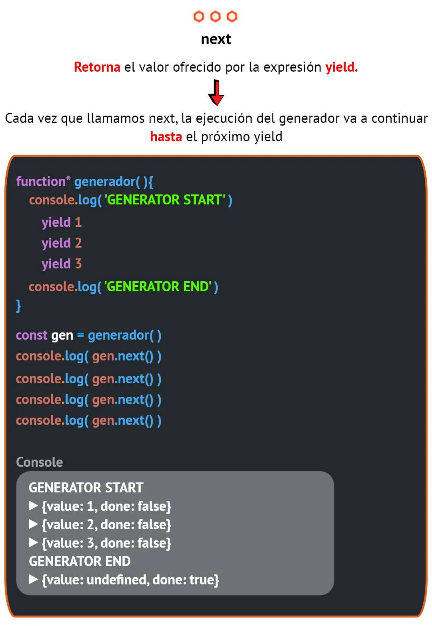 next
Retorna el valor ofrecido por la expresión yield.
Cada vez que llamamos next, la ejecución del generador va a continuar
hasta el próximo yield
function* generador( ){
console.log( 'GENERATOR START' )
yield 1
yield 2
yield 3
console.log( 'GENERATOR END' )
}
const gen = generador( )
console.log( gen.next() )
console.log( gen.next() )
console.log( gen.next() )
console.log( gen.next() )
Console
GENERATOR START
▶ {value: 1, done: false}
▶ {value: 2, done: false}
▶ {value: 3, done: false}
GENERATOR END
▶ {value: undefined, done: true}